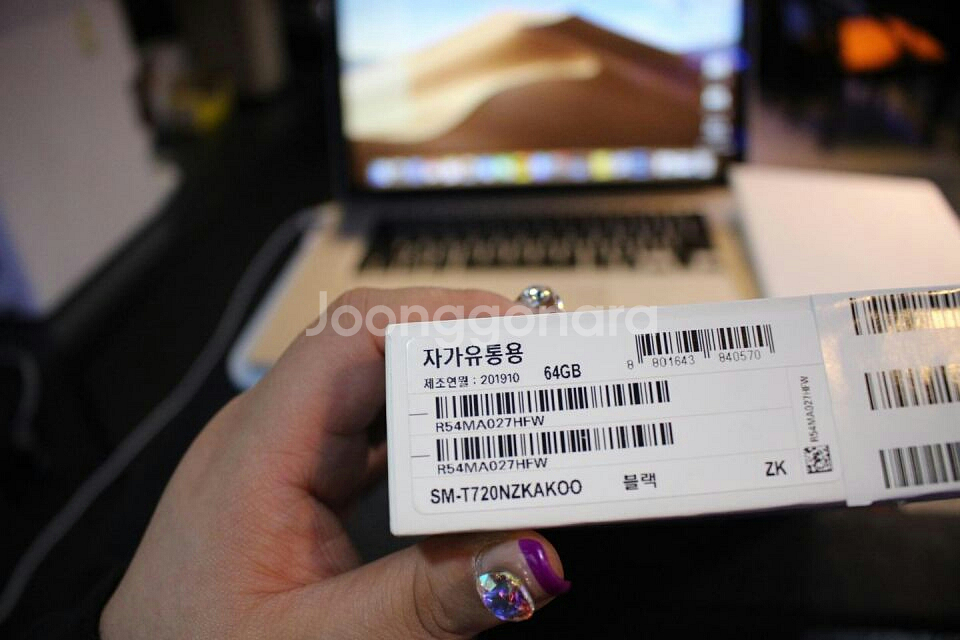 Joonggonara
자가유통용
제조연월 : 201910
64GB
8 801643 840570
R54MA027HFW
R54MA027HFW
R54MA027HFW
SM-T720NZKAKOO
블랙
ZK